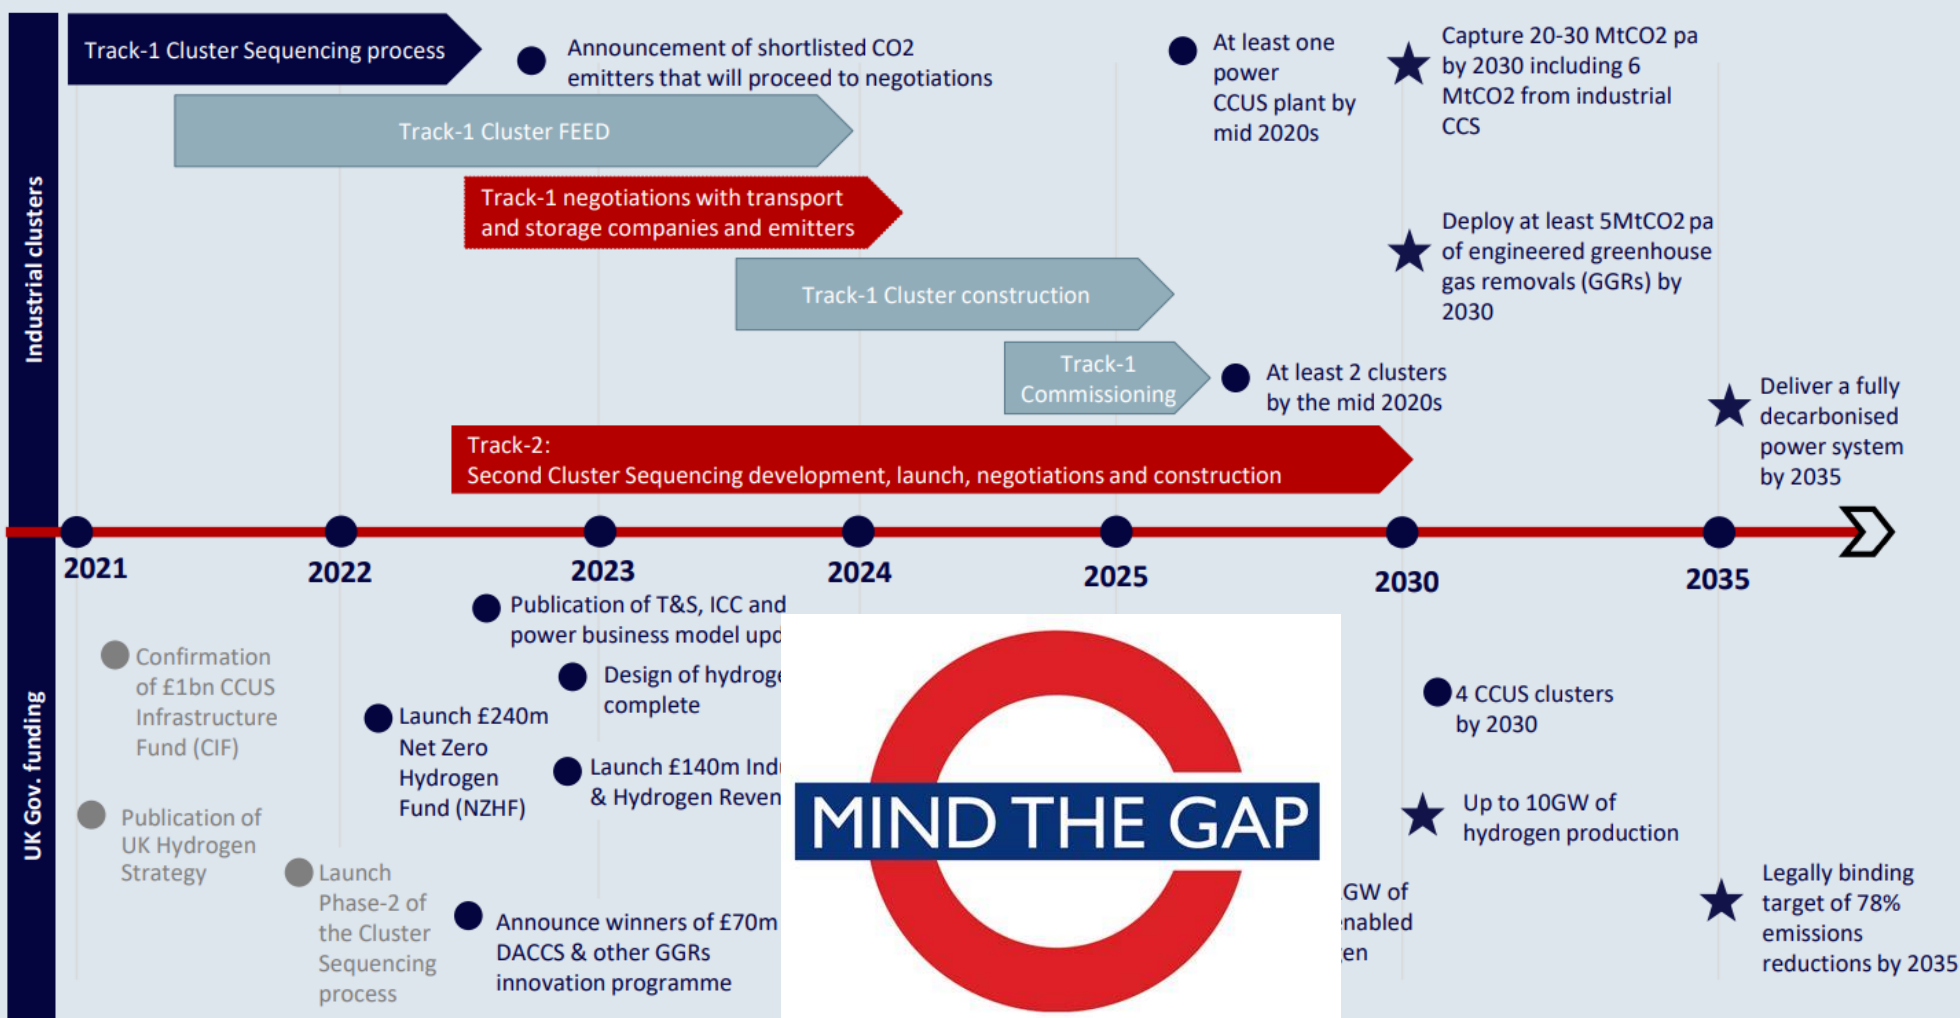 Track-1 Cluster Sequencing process
Announcement of shortlisted CO2
emitters that will proceed to negotiations
At least one
power
CCUS plant by
mid 2020s
Capture 20-30 MtCO2 pa
by 2030 including 6
MtCO2 from industrial
CCS
Track-1 Cluster FEED
Industrial clusters
Track-1 negotiations with transport
and storage companies and emitters
Deploy at least 5MtCO2 pa
of engineered greenhouse
gas removals (GGRs) by
2030
Track-1 Cluster construction
Track-1
Commissioning
At least 2 clusters
by the mid 2020s
Deliver a fully
decarbonised
power system
by 2035
Track-2:
Second Cluster Sequencing development, launch, negotiations and construction
2021
2022
2023
2024
2025
2030
2035
UK Gov. funding
Publication of T&S, ICC and
power business model
Confirmation
of £1bn CCUS
Infrastructure
Fund (CIF)
Design of
complete
Launch £240m
Net Zero
Hydrogen
Fund (NZHF)
Launch £140m
& Hydrogen
4 CCUS clusters
by 2030
Publication of
UK Hydrogen
Strategy
MIND THE GAP
Up to 10GW of
hydrogen production
Launch
Phase-2 of
the Cluster
Sequencing
process
Announce winners of £70m
DACCS & other GGRs
innovation programme
GW of
Legally binding
target of 78%
emissions
reductions by 2035